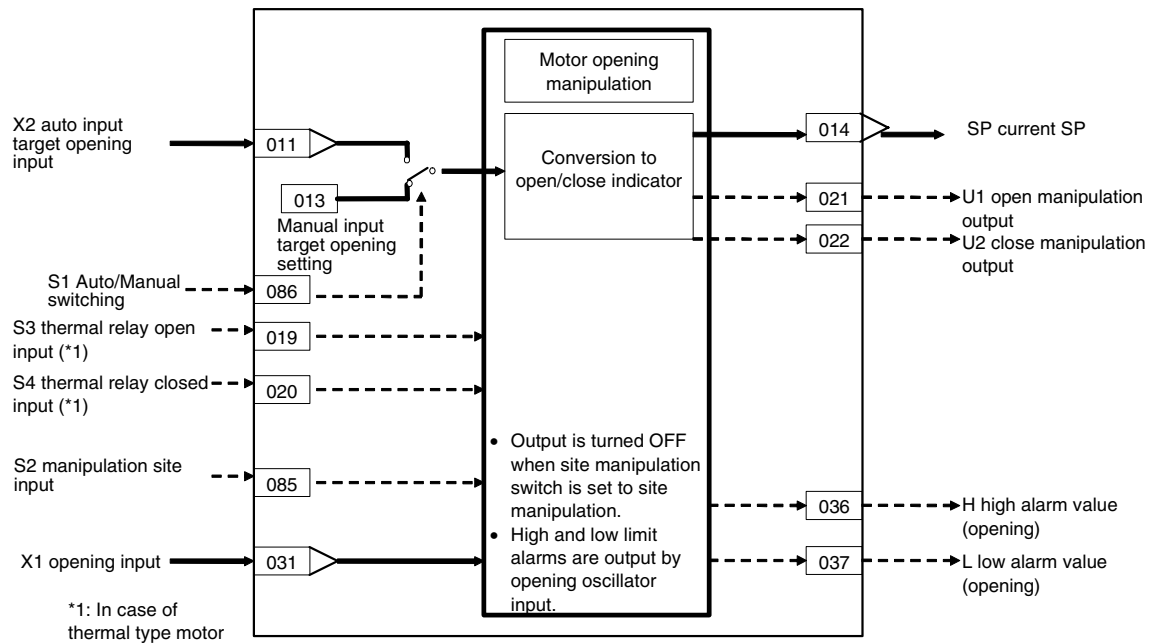 Motor opening
manipulation
X2 auto input
target opening
input
011
013
Manual input
target opening
setting
Conversion to
open/close indicator
014
SP current SP
021
U1 open manipulation
output
022
U2 close manipulation
output
S1 Auto/Manual
switching
086
S3 thermal relay open
input (*1)
019
S4 thermal relay closed
input (*1)
020
S2 manipulation site
input
085
X1 opening input
031
• Output is turned OFF
when site manipulation
switch is set to site
manipulation.
• High and low limit
alarms are output by
opening oscillator
input.
036
H high alarm value
(opening)
037
L low alarm value
(opening)
*1: In case of
thermal type motor